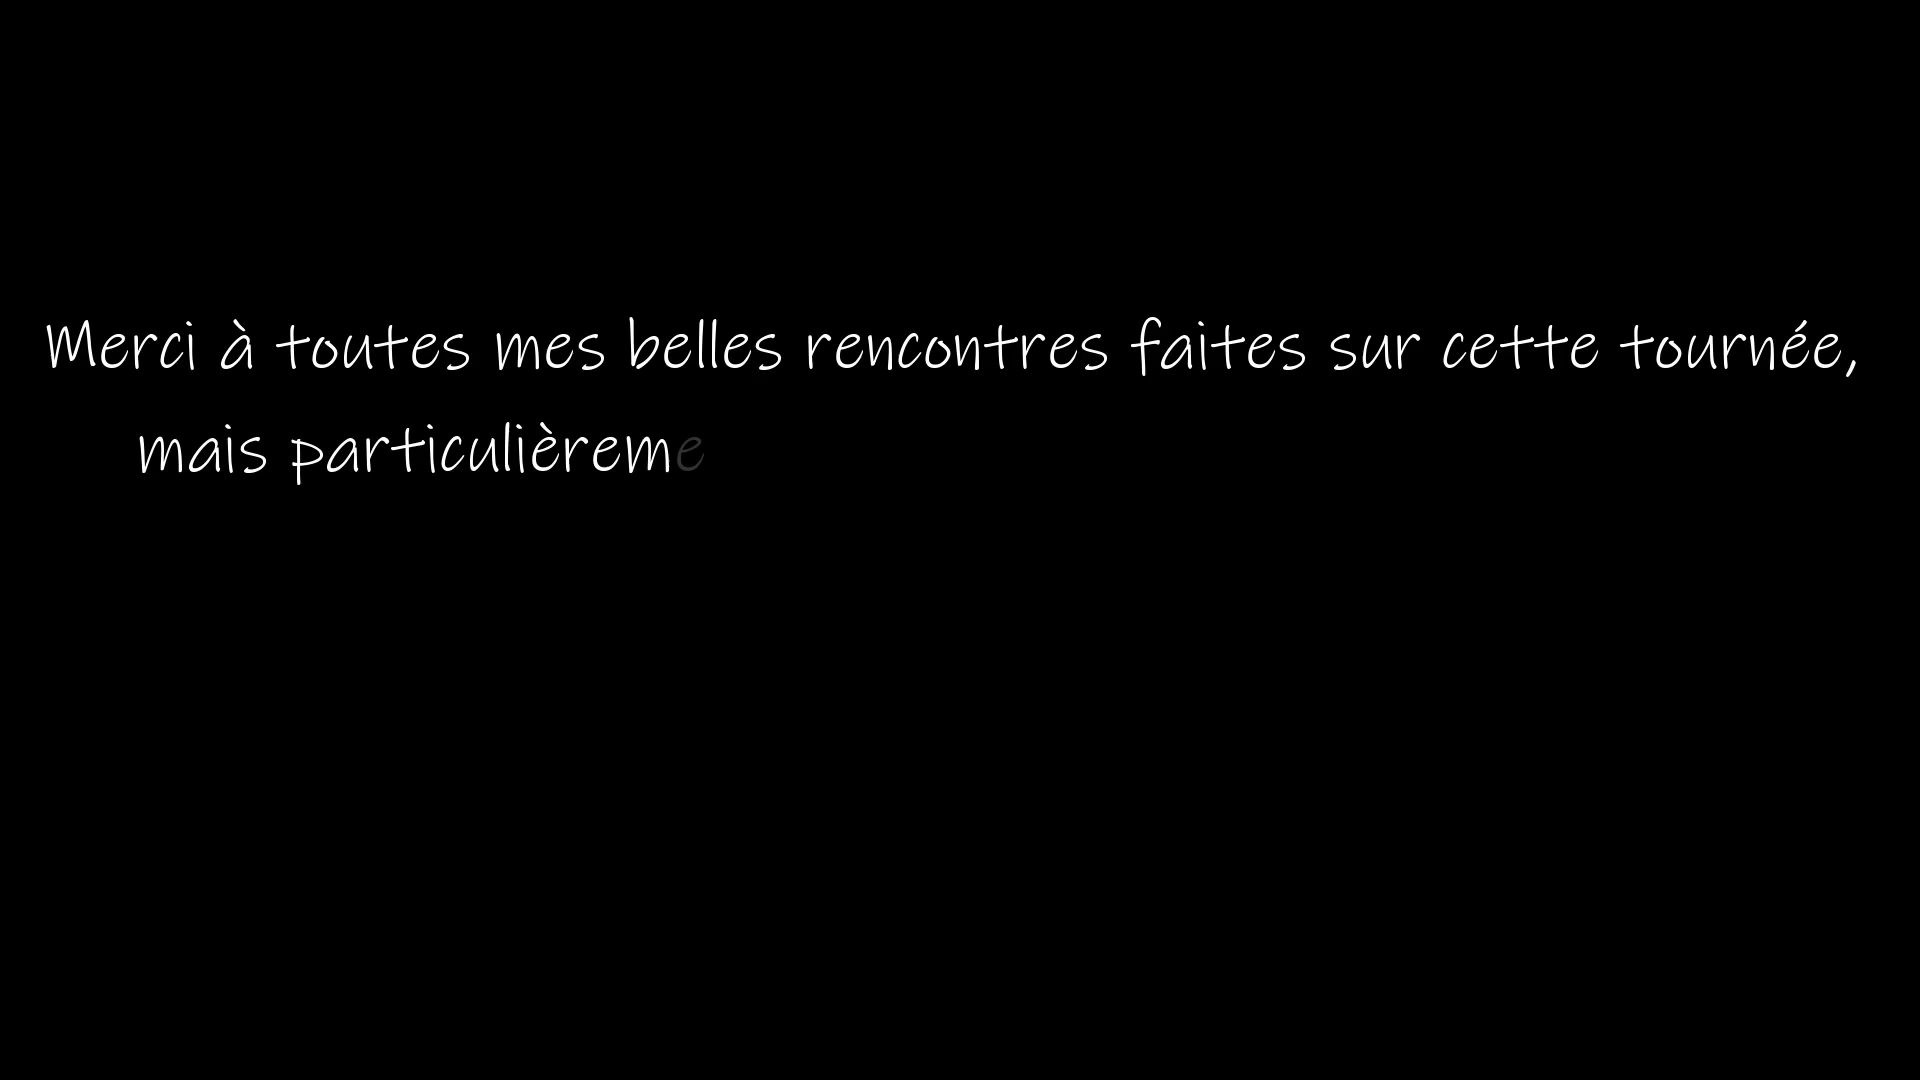 Merci à toutes mes belles rencontres faites sur cette tournée,
mais particulièreme